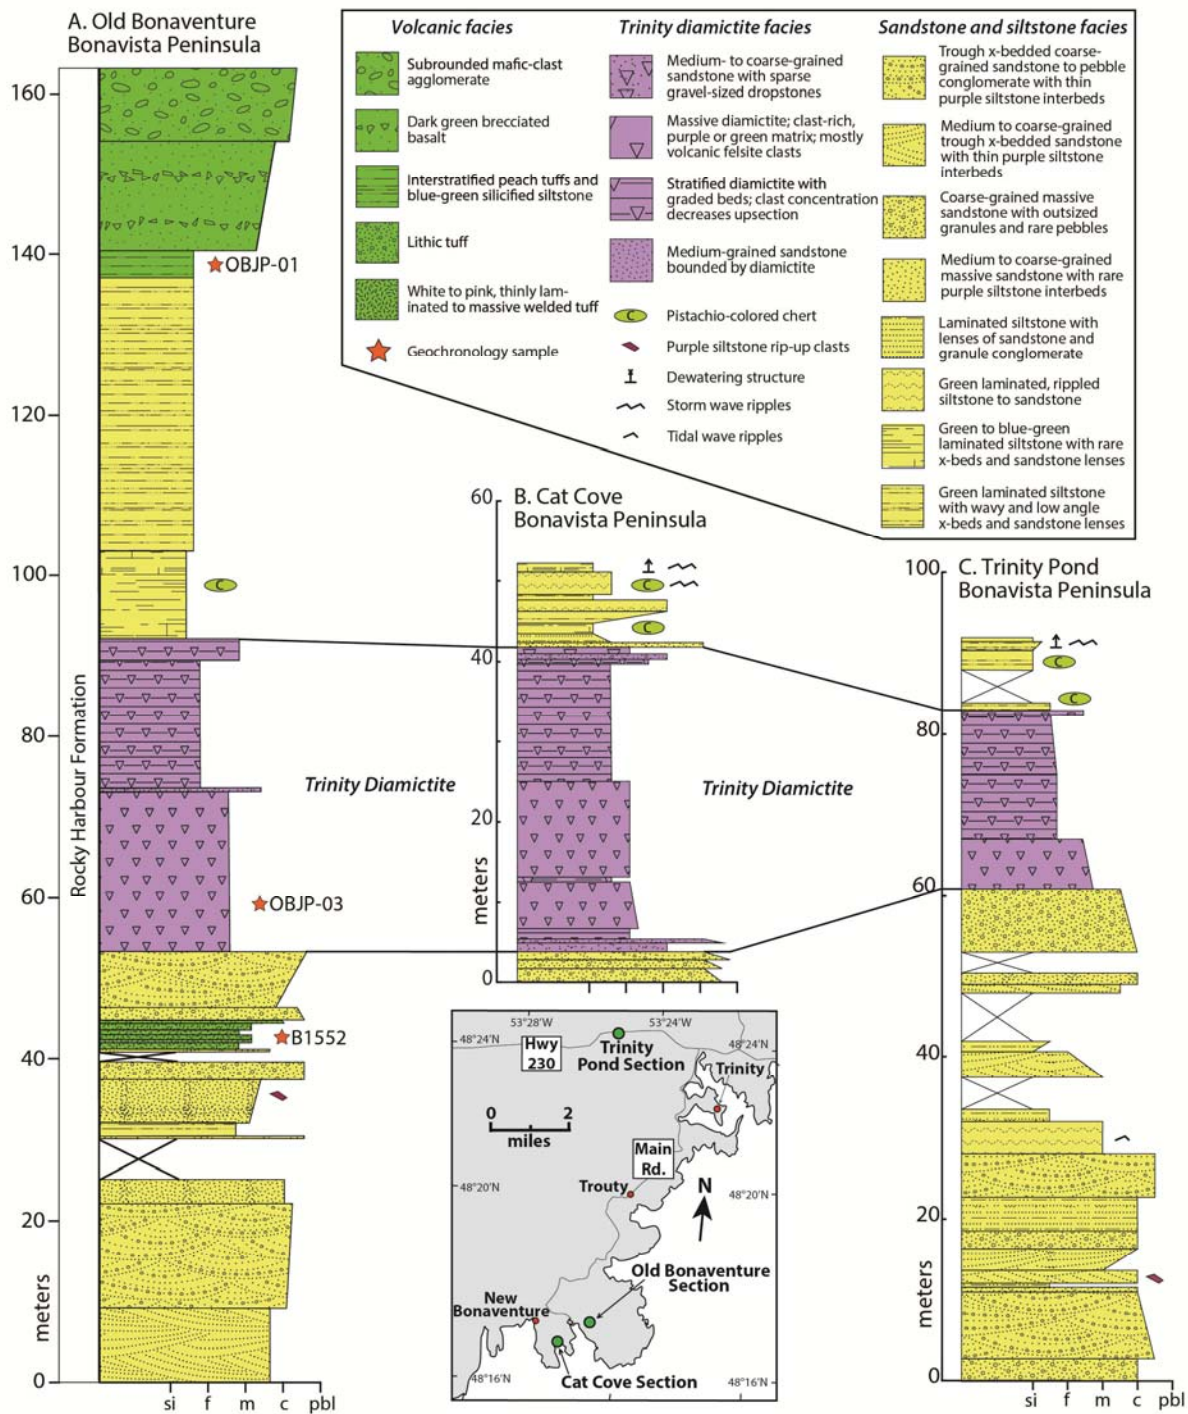 A. Old Bonaventure
Bonavista Peninsula
160
140
120
100
80
60
40
20
0
meters
Rocky Harbour Formation
OBJP-01
C
OBJP-03
B1552
si f m c pbl
Volcanic facies
Subrounded mafic-clast
agglomerate
Dark green brecciated
basalt
Interstratified peach tuffs and
blue-green silicified siltstone
Lithic tuff
White to pink, thinly lam-
inated to massive welded tuff
Geochronology sample
Trinity diamictite facies
Medium- to coarse-grained
sandstone with sparse
gravel-sized dropstones
Massive diamictite; clast-rich,
purple or green matrix; mostly
volcanic felsite clasts
Stratified diamictite with
graded beds; clast concentration
decreases upsection
Medium-grained sandstone
bounded by diamictite
C
Pistachio-colored chert
Purple siltstone rip-up clasts
Dewatering structure
Storm wave ripples
Tidal wave ripples
Sandstone and siltstone facies
Trough x-bedded coarse-
grained sandstone to pebble
conglomerate with thin
purple siltstone interbeds
Medium to coarse-grained
trough x-bedded sandstone
with thin purple siltstone
interbeds
Coarse-grained massive
sandstone with outsized
granules and rare pebbles
Medium to coarse-grained
massive sandstone with rare
purple siltstone interbeds
Laminated siltstone with
lenses of sandstone and
granule conglomerate
Green laminated, rippled
siltstone to sandstone
Green to blue-green
laminated siltstone with rare
x-beds and sandstone lenses
Green laminated siltstone
with wavy and low angle
x-beds and sandstone lenses
B. Cat Cove
Bonavista Peninsula
60
40
20
0
meters
C
C
Trinity Diamictite
Trinity Diamictite
C. Trinity Pond
Bonavista Peninsula
100
80
60
40
20
0
meters
C
C
si f m c pbl
53°28'W
53°24'W
48°24'N
48°24'N
Hwy
230
Trinity
Pond Section
Trinity
0 2
miles
Main
Rd.
Trouty
N
48°20'N
48°20'N
Old Bonaventure
Section
New
Bonaventure
Cat Cove Section
48°16'N
48°16'N